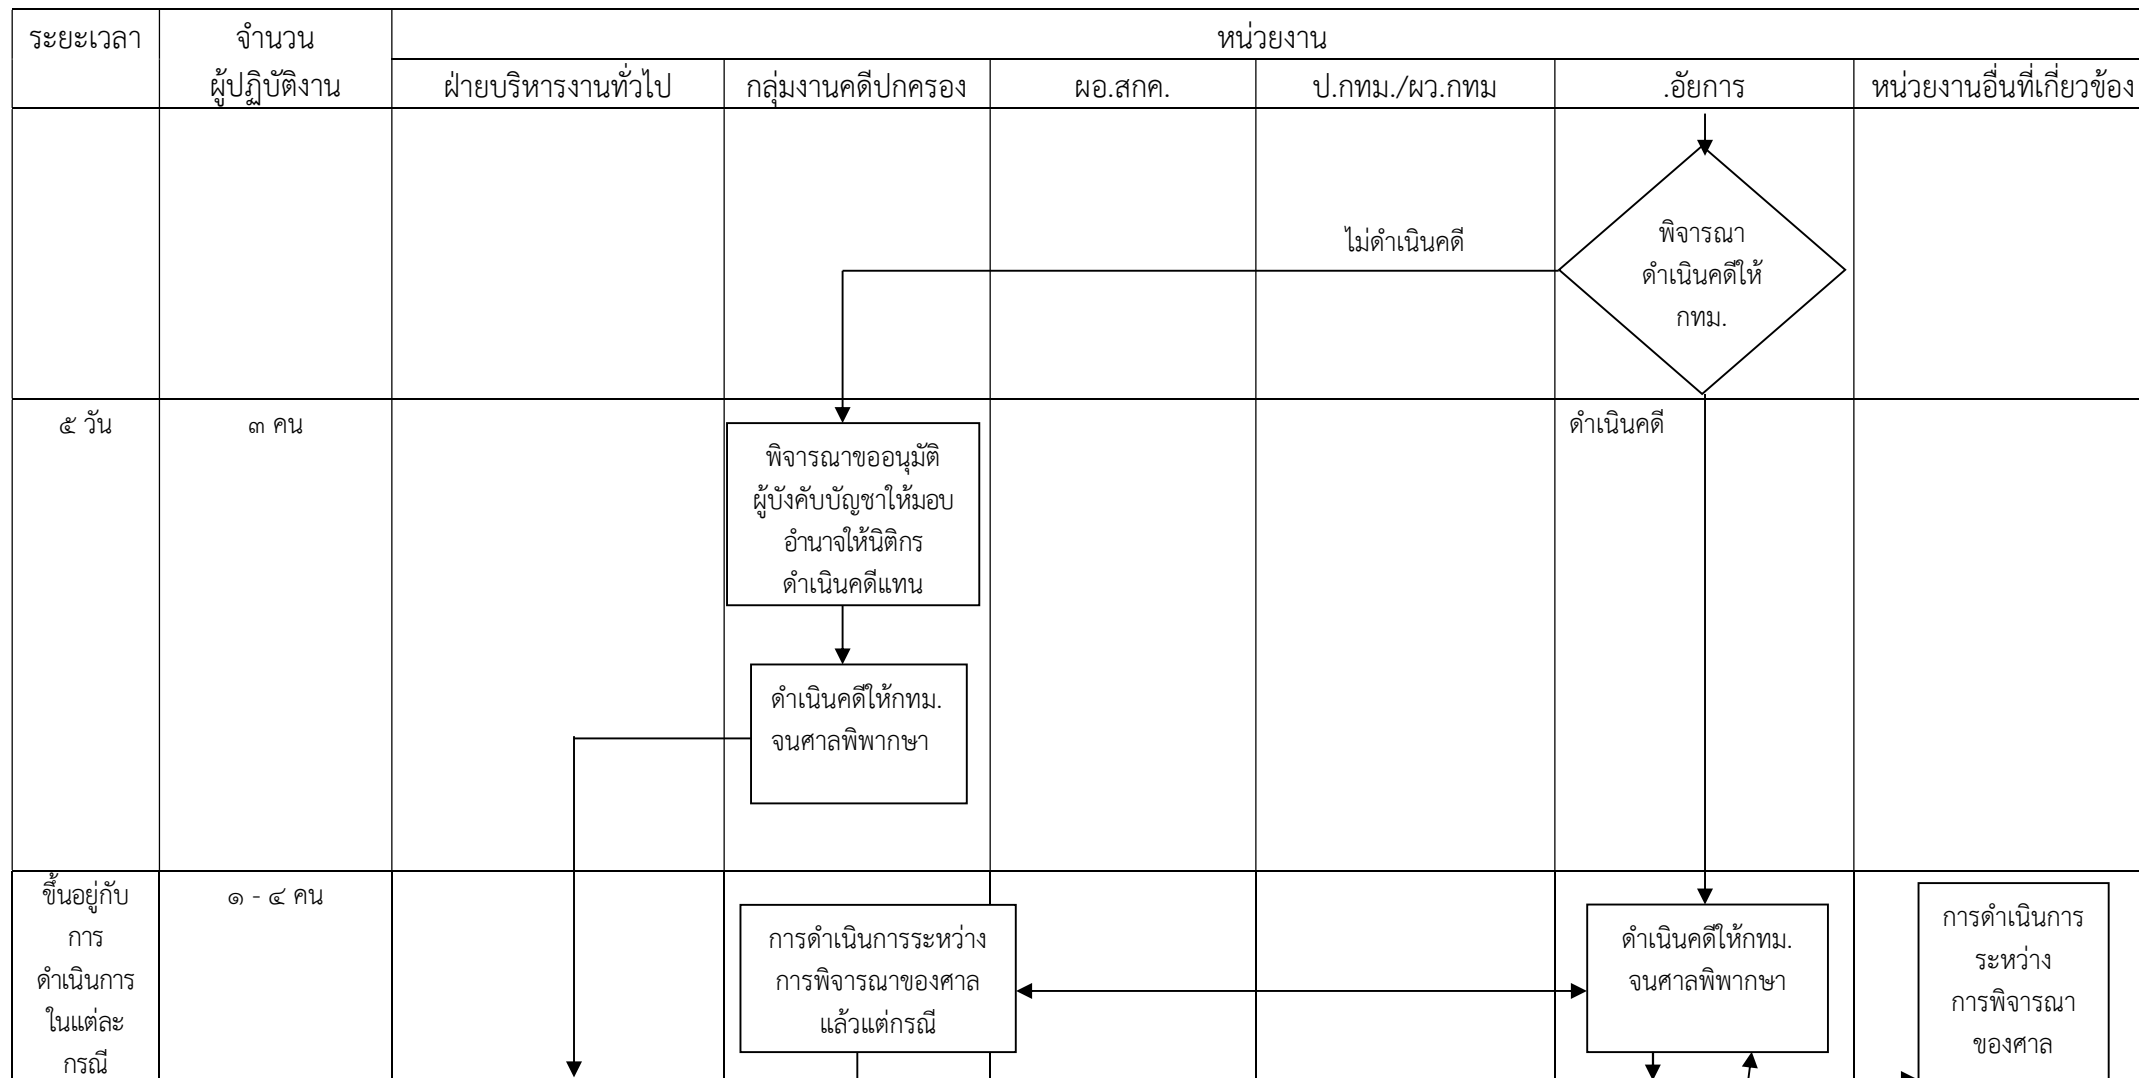 ระยะเวลา
จำนวน
ผู้ปฏิบัติงาน
หน่วยงาน
ฝ่ายบริหารงานทั่วไป
กลุ่มงานคดีปกครอง
ผอ.สกค.
ป.กทม./ผว.กทม
.อัยการ
หน่วยงานอื่นที่เกี่ยวข้อง
ไม่ดำเนินคดี
พิจารณา
ดำเนินคดีให้
กทม.
๕ วัน
๓ คน
พิจารณาขออนุมัติ
ผู้บังคับบัญชาให้มอบ
อำนาจให้นิติกร
ดำเนินคดีแทน
ดำเนินคดี
ดำเนินคดีให้กทม.
จนศาลพิพากษา
ขึ้นอยู่กับ
การ
ดำเนินการ
ในแต่ละ
กรณี
๑ - ๔ คน
การดำเนินการระหว่าง
การพิจารณาของศาล
แล้วแต่กรณี
ดำเนินคดีให้กทม.
จนศาลพิพากษา
การดำเนินการ
ระหว่าง
การพิจารณา
ของศาล